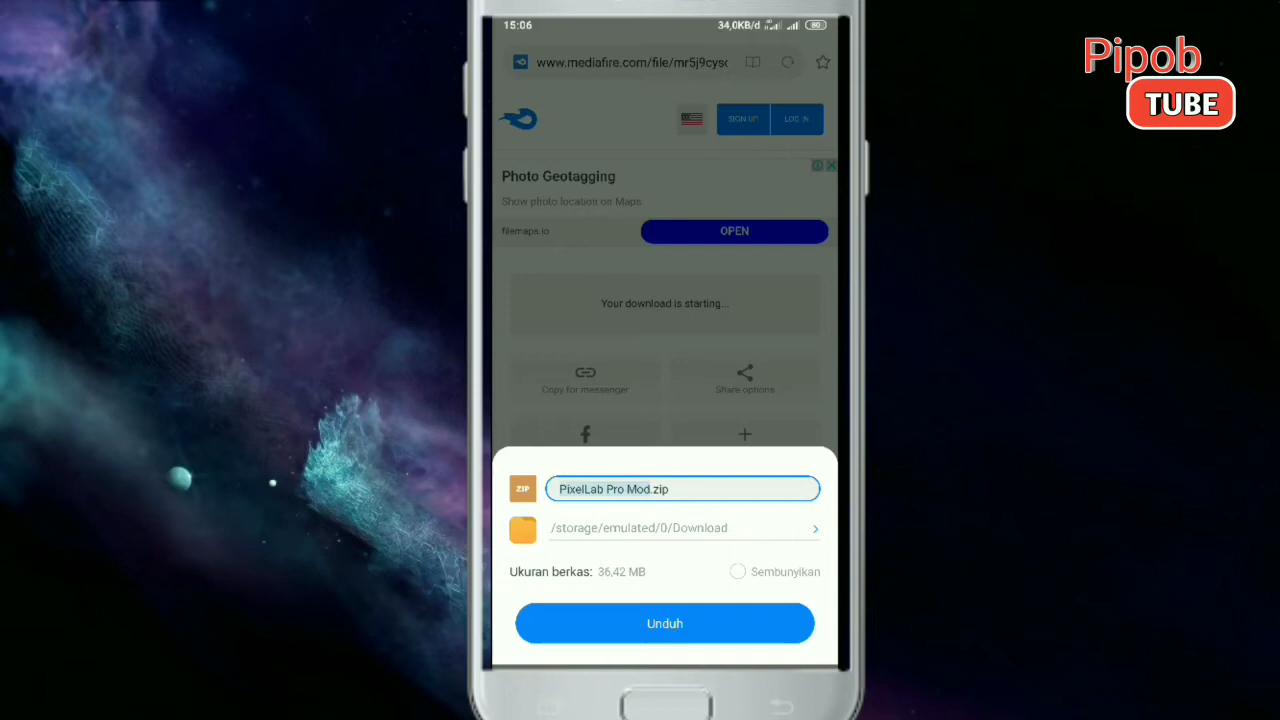 15:06
34,0KB/d
80
www.mediafire.com/file/mr5j9cysc
SIGN UP
LOG IN
Photo Geotagging
Show photo location on Maps
filemaps.io
OPEN
Your download is starting...
Copy for messenger
Share options
ZIP
PixelLab Pro Mod.zip
/storage/emulated/0/Download
Ukuran berkas: 36,42 MB
Sembunyikan
Unduh
Pipob
TUBE